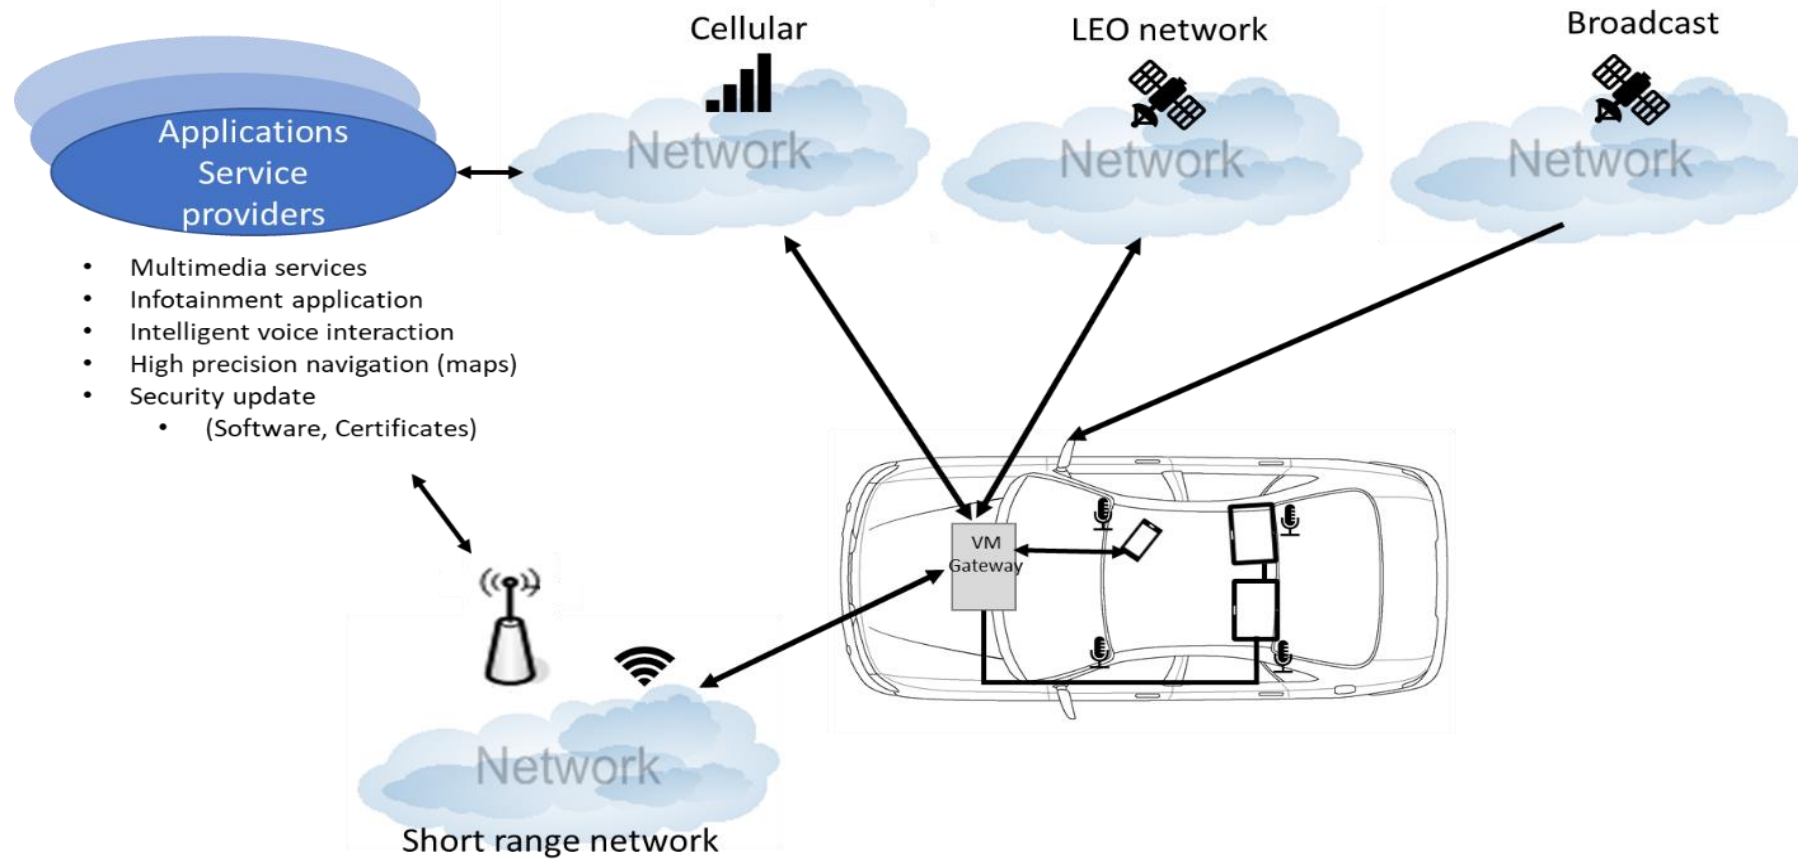 Cellular
LEO network
Broadcast
Network
Network
Network
Applications
Service
providers
• Multimedia services
• Infotainment application
• Intelligent voice interaction
• High precision navigation (maps)
• Security update
• (Software, Certificates)
VM
Gateway
Network
Short range network